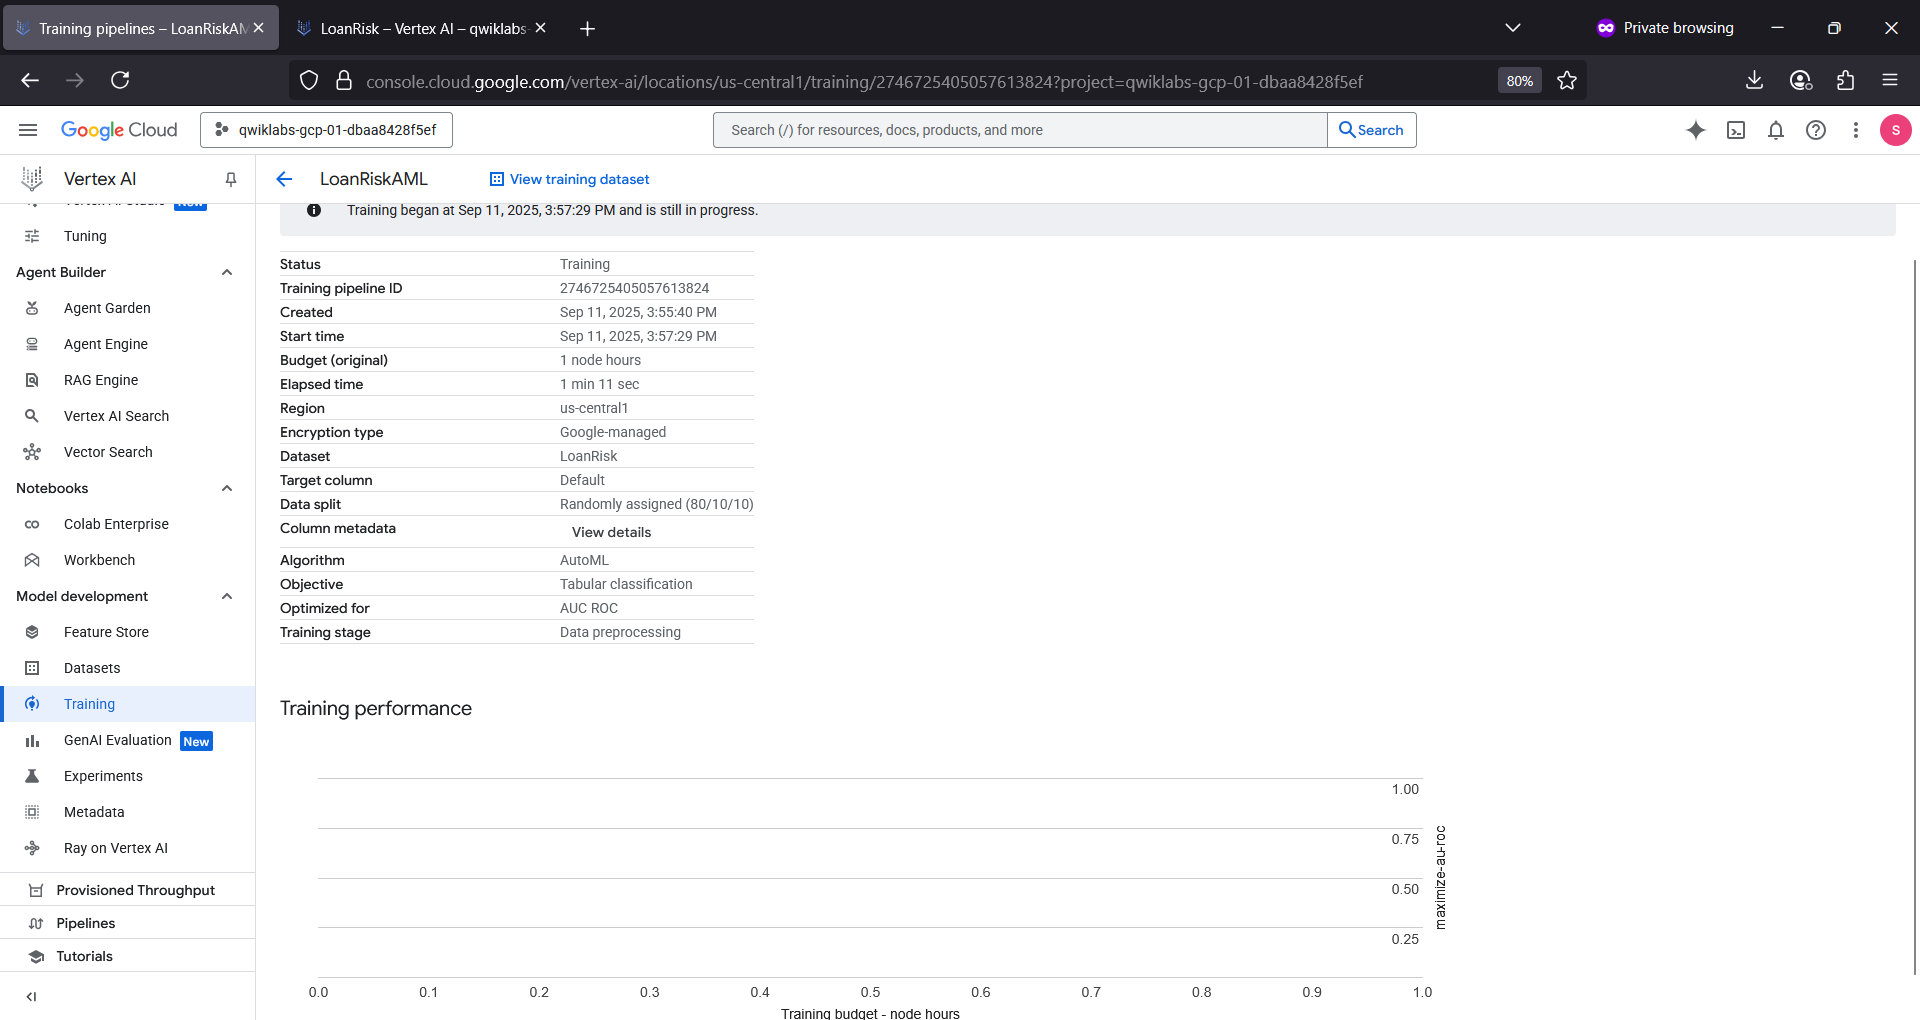 Training pipelines – LoanRiskAM
LoanRisk – Vertex AI – qwiklabs-
Private browsing
console.cloud.google.com/vertex-ai/locations/us-central1/training/2746725405057613824?project=qwiklabs-gcp-01-dbaa8428f5ef
80%
Google Cloud
qwiklabs-gcp-01-dbaa8428f5ef
Search (/) for resources, docs, products, and more
Search
S
Vertex AI
LoanRiskAML
View training dataset
Vertex AI Studio New
Tuning
Agent Builder
Agent Garden
Agent Engine
RAG Engine
Vertex AI Search
Vector Search
Notebooks
Colab Enterprise
Workbench
Model development
Feature Store
Datasets
Training
GenAI Evaluation New
Experiments
Metadata
Ray on Vertex AI
Provisioned Throughput
Pipelines
Tutorials
Training began at Sep 11, 2025, 3:57:29 PM and is still in progress.
Status Training
Training pipeline ID 2746725405057613824
Created Sep 11, 2025, 3:55:40 PM
Start time Sep 11, 2025, 3:57:29 PM
Budget (original) 1 node hours
Elapsed time 1 min 11 sec
Region us-central1
Encryption type Google-managed
Dataset LoanRisk
Target column Default
Data split Randomly assigned (80/10/10)
Column metadata View details
Algorithm AutoML
Objective Tabular classification
Optimized for AUC ROC
Training stage Data preprocessing
Training performance
1.00
0.75
0.50
0.25
maximize-au-roc
0.0 0.1 0.2 0.3 0.4 0.5 0.6 0.7 0.8 0.9 1.0
Training budget - node hours